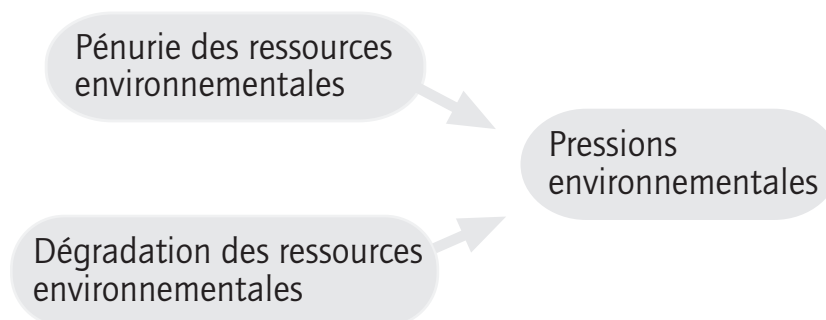 Pénurie des ressources
environnementales
Pressions
environnementales
Dégradation des ressources
environnementales